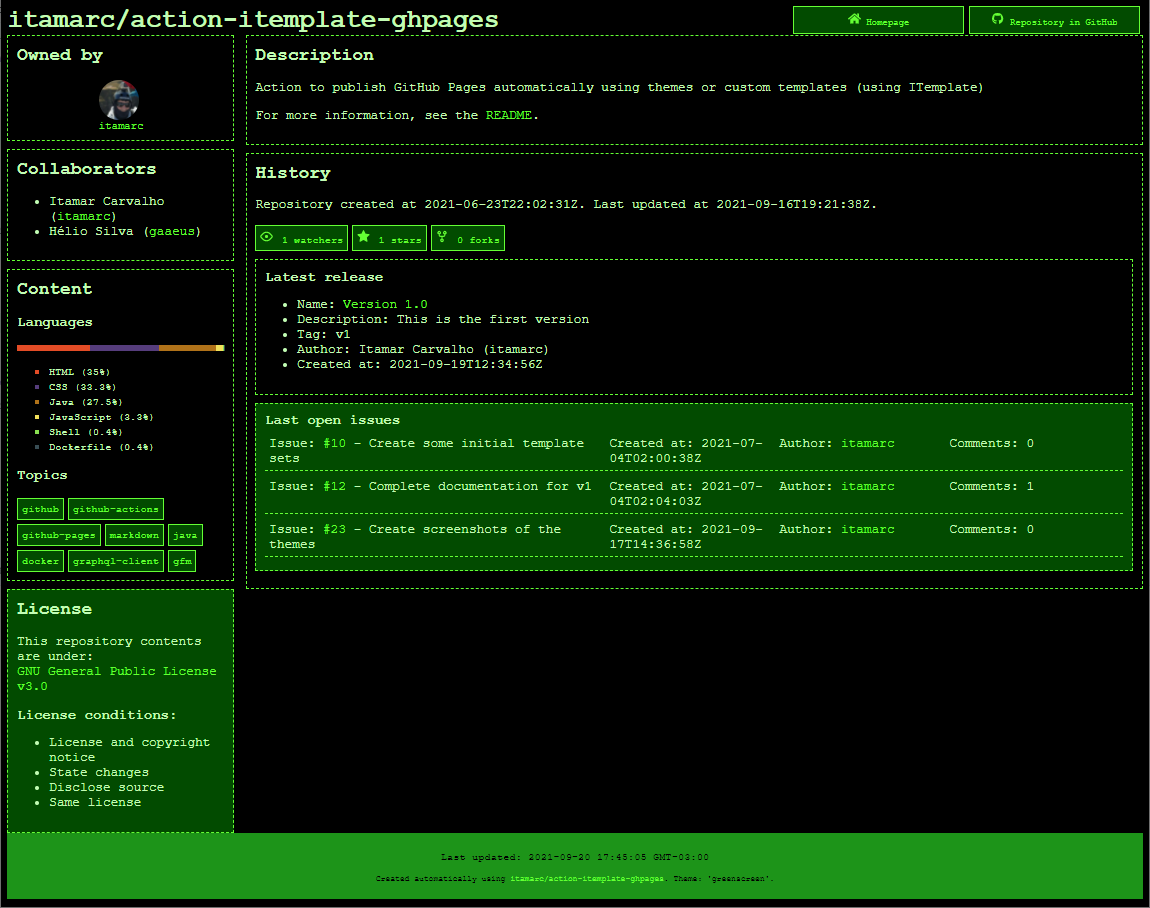 itamarc/action-itemplate-ghpages
Homepage
Repository in GitHub
Owned by
itamarc
Collaborators
Itamar Carvalho
(itamarc)
Hélio Silva (gaaeus)
Content
Languages
HTML (35%)
CSS (33.3%)
Java (27.5%)
JavaScript (3.3%)
Shell (0.4%)
Dockerfile (0.4%)
Topics
github github-actions
github-pages markdown java
docker graphql-client gfm
License
This repository contents
are under:
GNU General Public License
v3.0
License conditions:
License and copyright
notice
State changes
Disclose source
Same license
Description
Action to publish GitHub Pages automatically using themes or custom templates (using ITemplate)
For more information, see the README.
History
Repository created at 2021-06-23T22:02:31Z. Last updated at 2021-09-16T19:21:38Z.
1 watchers 1 stars 0 forks
Latest release
Name: Version 1.0
Description: This is the first version
Tag: v1
Author: Itamar Carvalho (itamarc)
Created at: 2021-09-19T12:34:56Z
Last open issues
Issue: #10 - Create some initial template
sets
Created at: 2021-07-
04T02:00:38Z
Author: itamarc
Comments: 0
Issue: #12 - Complete documentation for v1
Created at: 2021-07-
04T02:04:03Z
Author: itamarc
Comments: 1
Issue: #23 - Create screenshots of the
themes
Created at: 2021-09-
17T14:36:58Z
Author: itamarc
Comments: 0
Last updated: 2021-09-20 17:45:05 GMT-03:00
Created automatically using itamarc/action-itemplate-ghpages. Theme: 'greenscreen'.